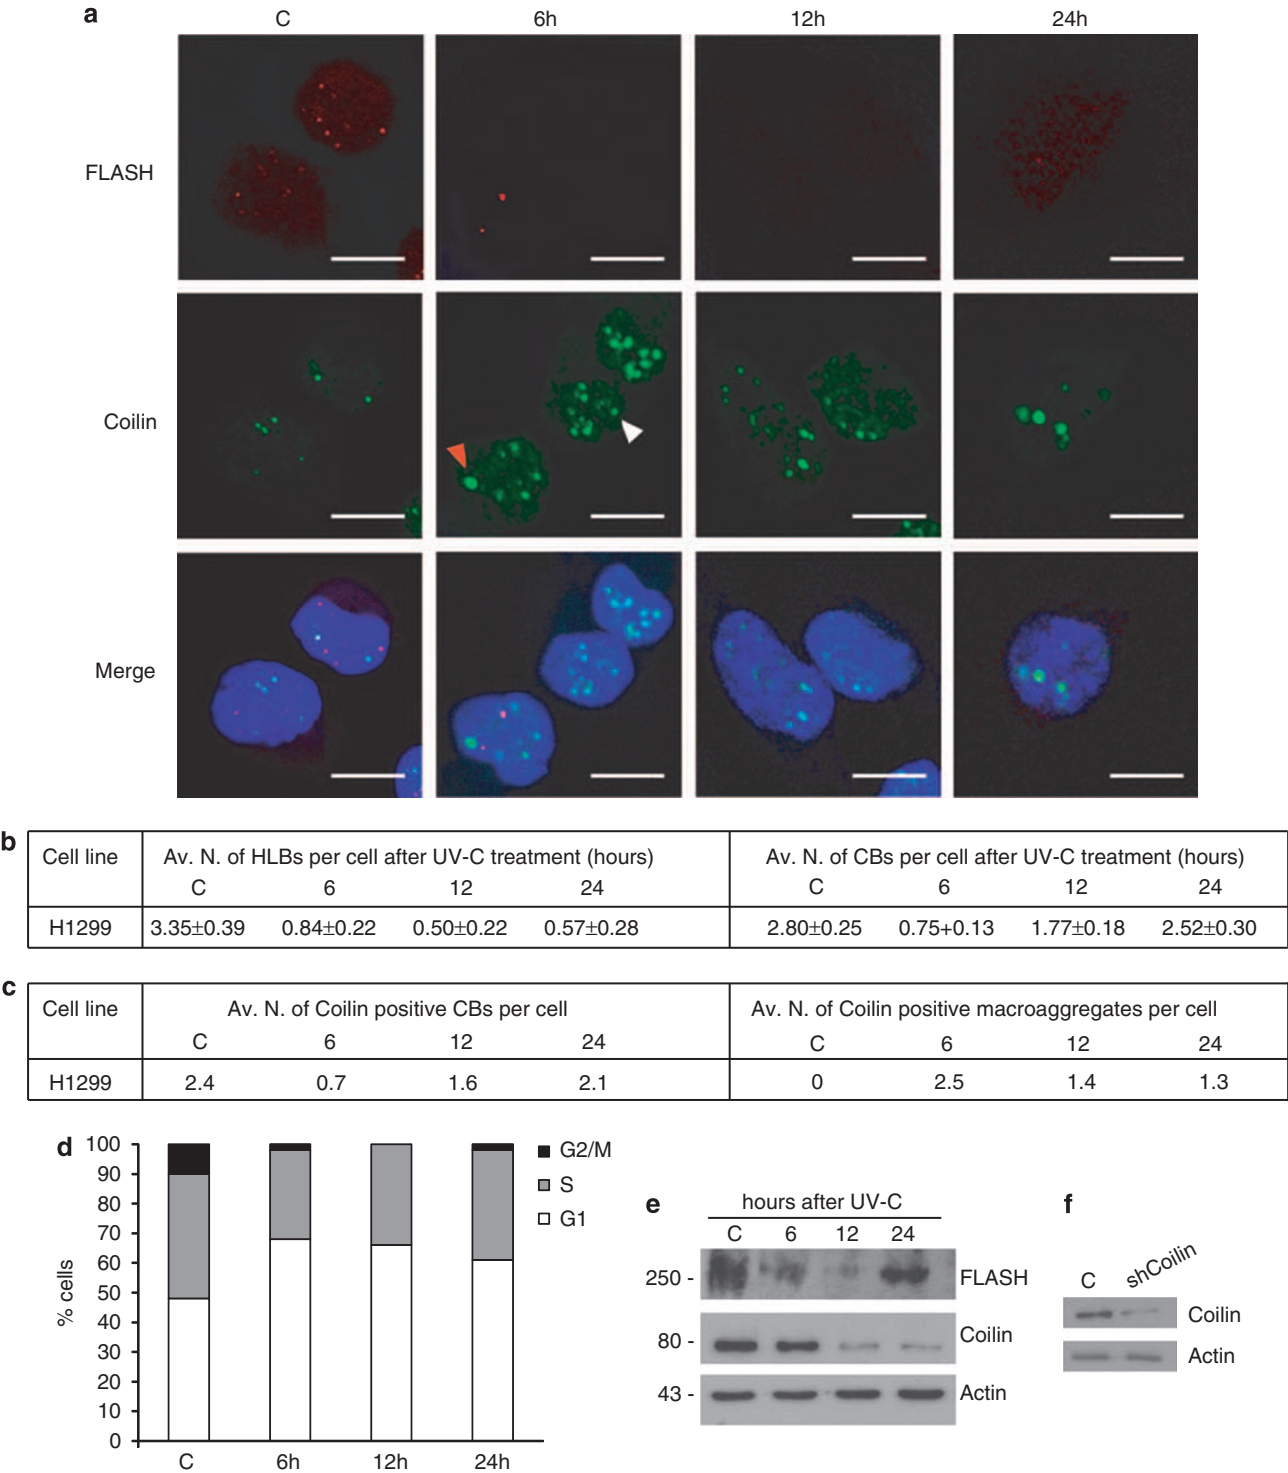 a
C 6h 12h 24h
FLASH
Coilin
Merge
b
Cell line Av. N. of HLBs per cell after UV-C treatment (hours) Av. N. of CBs per cell after UV-C treatment (hours)
C 6 12 24 C 6 12 24
H1299 3.35±0.39 0.84±0.22 0.50±0.22 0.57±0.28 2.80±0.25 0.75+0.13 1.77±0.18 2.52±0.30
c
Cell line Av. N. of Coilin positive CBs per cell Av. N. of Coilin positive macroaggregates per cell
C 6 12 24 C 6 12 24
H1299 2.4 0.7 1.6 2.1 0 2.5 1.4 1.3
d
% cells
100
90
80
70
60
50
40
30
20
10
0
C 6h 12h 24h
G2/M
S
G1
e
hours after UV-C
C 6 12 24
250 - FLASH
80 - Coilin
43 - Actin
f
C shCoilin
Coilin
Actin